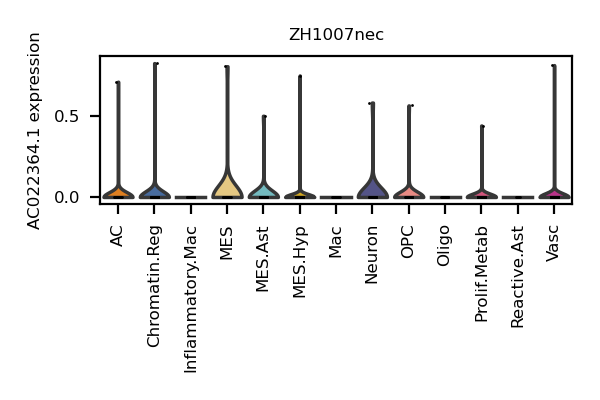 ZH1007nec
AC022364.1 expression
0.5
0.0
AC
Chromatin.Reg
Inflammatory.Mac
MES
MES.Ast
MES.Hyp
Mac
Neuron
OPC
Oligo
Prolif.Metab
Reactive.Ast
Vasc